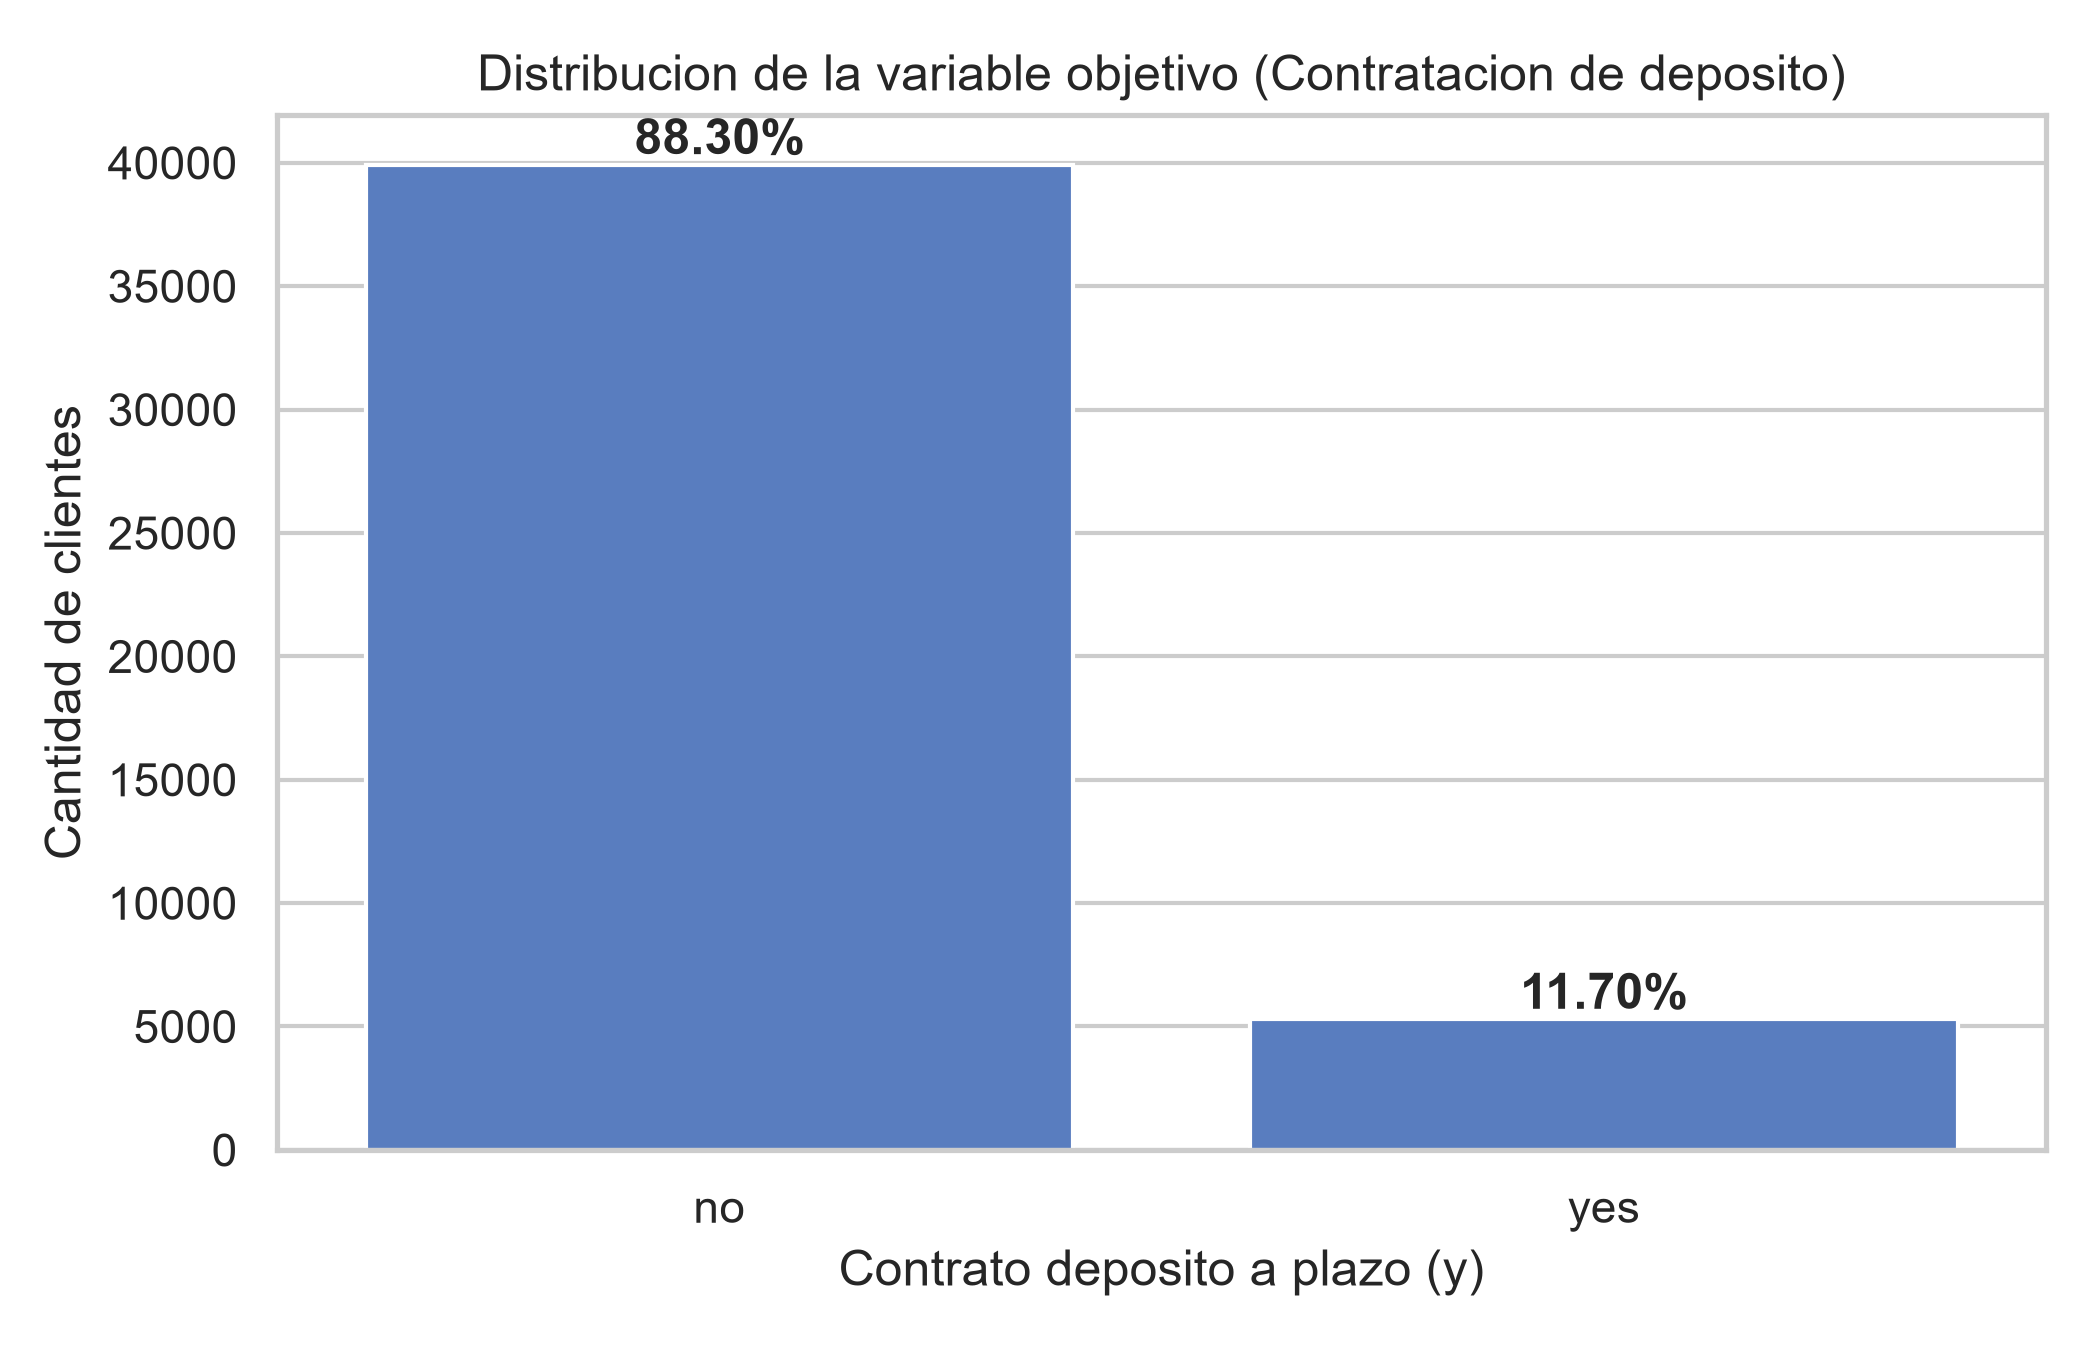 Distribucion de la variable objetivo (Contratacion de deposito)
88.30%
40000
35000
30000
25000
20000
15000
10000
5000
0
Cantidad de clientes
11.70%
no
yes
Contrato deposito a plazo (y)